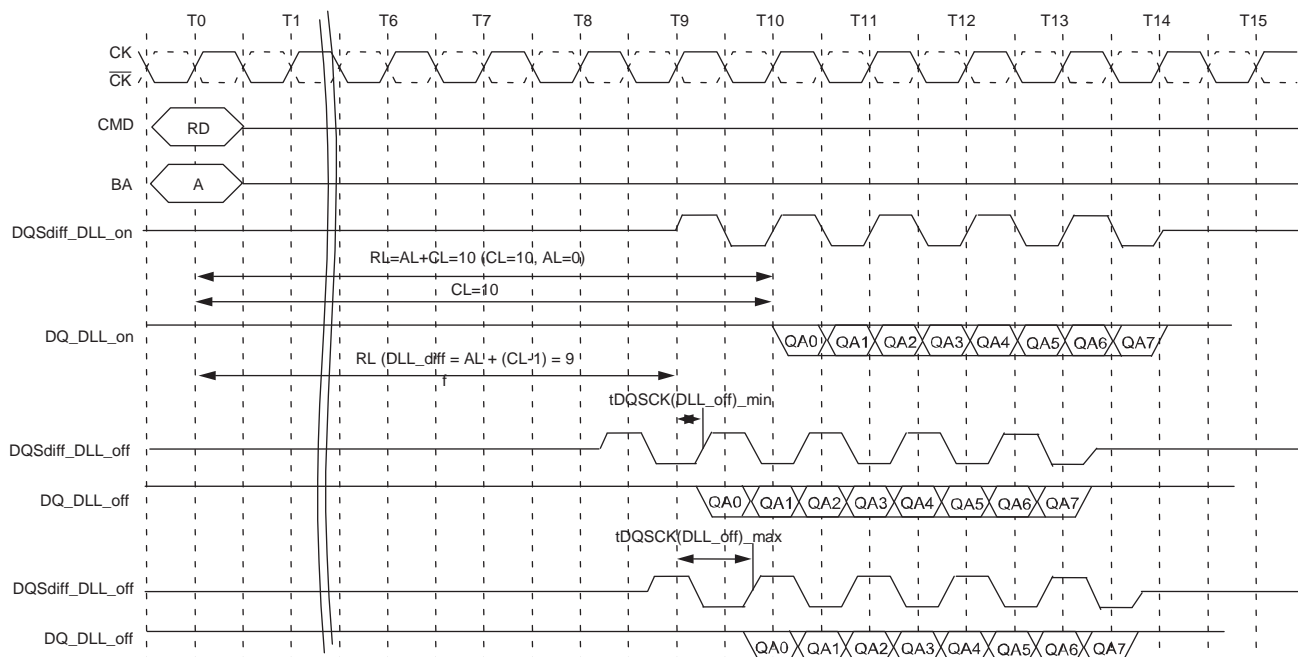 T0 T1 T6 T7 T8 T9 T10 T11 T12 T13 T14 T15
CK
CK
CMD RD
BA A
DQSdiff_DLL_on
RL=AL+CL=10 (CL=10, AL=0)
CL=10
DQ_DLL_on QA0 QA1 QA2 QA3 QA4 QA5 QA6 QA7
RL (DLL_diff = AL + (CL-1) = 9
f
tDQSCK(DLL_off)_min
DQSdiff_DLL_off
DQ_DLL_off QA0 QA1 QA2 QA3 QA4 QA5 QA6 QA7
tDQSCK(DLL_off)_max
DQSdiff_DLL_off
DQ_DLL_off QA0 QA1 QA2 QA3 QA4 QA5 QA6 QA7